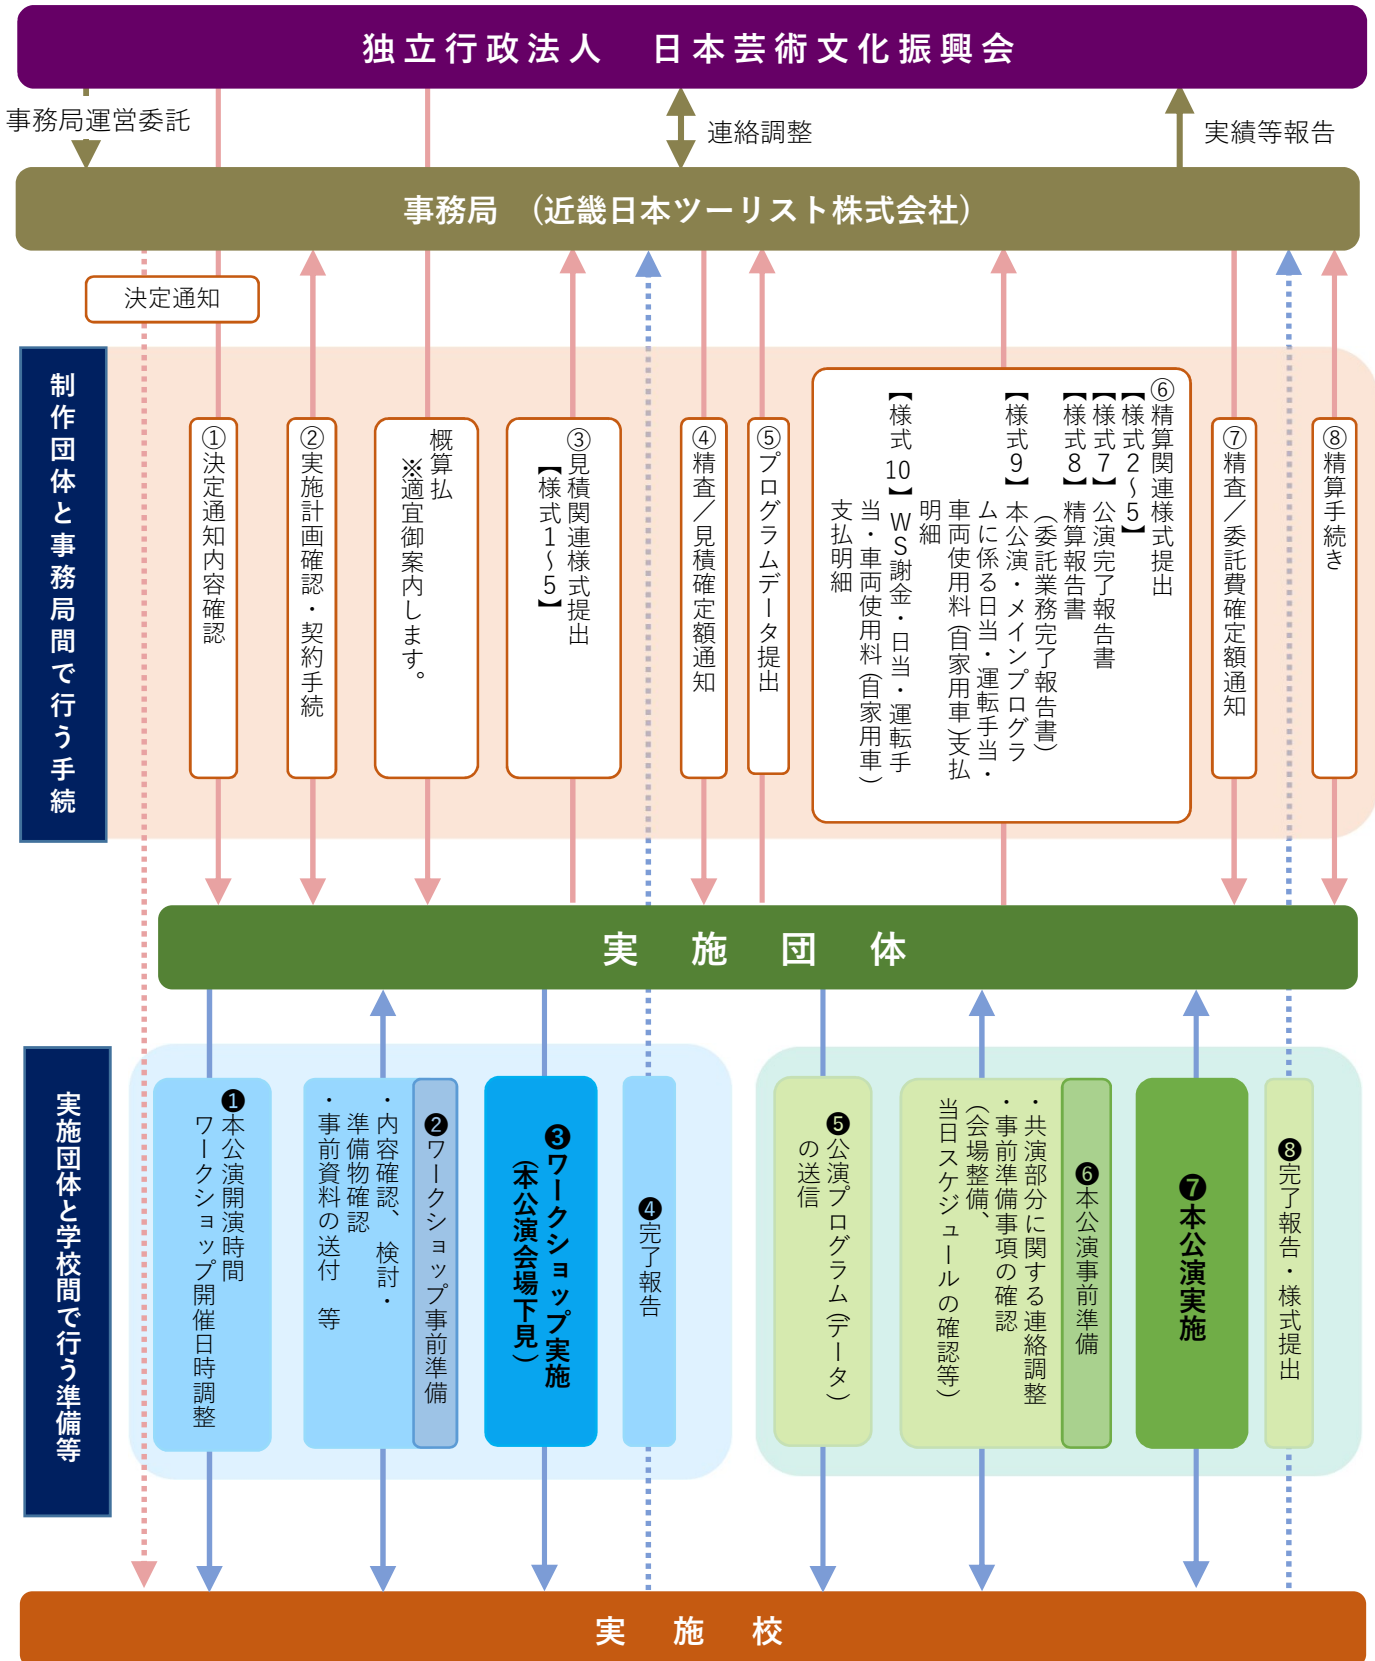 独立行政法人　日本芸術文化振興会
事務局運営委託
連絡調整
実績等報告
事務局　（近畿日本ツーリスト株式会社）
決定通知
制作団体と事務局間で行う手続
①決定通知内容確認
②実施計画確認・契約手続
概算払
※適宜御案内します。
③見積関連様式提出
【様式１～５】
④精査／見積確定額通知
⑤プログラムデータ提出
⑥精算関連様式提出
【様式２～５】
【様式７】公演完了報告書
【様式８】精算報告書
（委託業務完了報告書）
【様式９】本公演・メインプログラ
ムに係る日当・運転手当・
車両使用料（自家用車）支払
明細
【様式10】ＷＳ謝金・日当・運転手
当・車両使用料（自家用車）
支払明細
⑦精査／委託費確定額通知
⑧精算手続き
実施団体
実施団体と学校間で行う準備等
❶本公演開演時間
ワークショップ開催日時調整
❷ワークショップ事前準備
・内容確認、検討・
準備物確認
・事前資料の送付　等
❸ワークショップ実施
（本公演会場下見）
❹完了報告
❺公演プログラム（データ）
の送信
❻本公演事前準備
・共演部分に関する連絡調整
・事前準備事項の確認
（会場整備、
当日スケジュールの確認等）
❼本公演実施
❽完了報告・様式提出
実施校